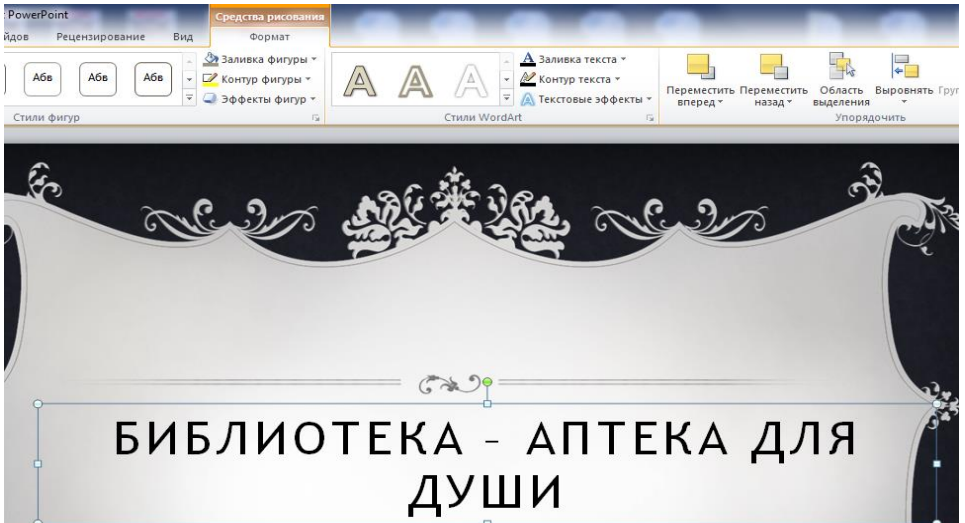 PowerPoint
Средства рисования
йдов Рецензирование Вид Формат
Абв Абв Абв
Заливка фигуры
Контур фигуры
Эффекты фигур
Стили фигур
A A A
Заливка текста
Контур текста
Текстовые эффекты
Стили WordArt
Переместить вперед
Переместить назад
Область выделения
Выровнять
Груп
Упорядочить
БИБЛИОТЕКА – АПТЕКА ДЛЯ
ДУШИ